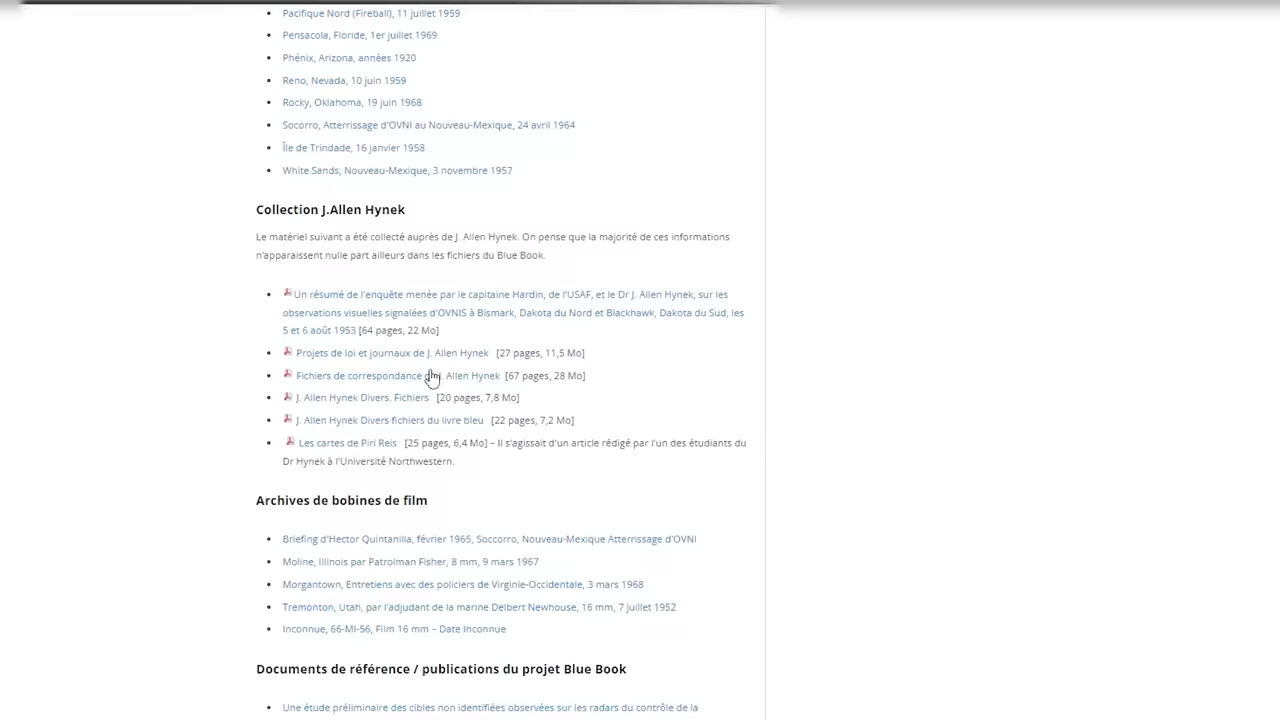 Pacifique Nord (Fireball), 11 juillet 1959
Pensacola, Floride, 1er juillet 1969
Phénix, Arizona, années 1920
Reno, Nevada, 10 juin 1959
Rocky, Oklahoma, 19 juin 1968
Socorro, Atterrissage d'OVNI au Nouveau-Mexique, 24 avril 1964
Île de Trindade, 16 janvier 1958
White Sands, Nouveau-Mexique, 3 novembre 1957
Collection J.Allen Hynek
Le matériel suivant a été collecté auprès de J. Allen Hynek. On pense que la majorité de ces informations
n'apparaissent nulle part ailleurs dans les fichiers du Blue Book.
Un résumé de l'enquête menée par le capitaine Hardin, de l'USAF, et le Dr J. Allen Hynek, sur les
observations visuelles signalées d'OVNIS à Bismark, Dakota du Nord et Blackhawk, Dakota du Sud, les
5 et 6 août 1953 [64 pages, 22 Mo]
Projets de loi et journaux de J. Allen Hynek [27 pages, 11,5 Mo]
Fichiers de correspondance Allen Hynek [67 pages, 28 Mo]
J. Allen Hynek Divers. Fichiers [20 pages, 7,8 Mo]
J. Allen Hynek Divers fichiers du livre bleu [22 pages, 7,2 Mo]
Les cartes de Piri Reis [25 pages, 6,4 Mo] – Il s'agissait d'un article rédigé par l'un des étudiants du
Dr Hynek à l'Université Northwestern.
Archives de bobines de film
Briefing d'Hector Quintanilla, février 1965, Soccorro, Nouveau-Mexique Atterrissage d'OVNI
Moline, Illinois par Patrolman Fisher, 8 mm, 9 mars 1967
Morgantown, Entretiens avec des policiers de Virginie-Occidentale, 3 mars 1968
Tremonton, Utah, par l'adjudant de la marine Delbert Newhouse, 16 mm, 7 juillet 1952
Inconnue, 66-MI-56, Film 16 mm – Date Inconnue
Documents de référence / publications du projet Blue Book
Une étude préliminaire des cibles non identifiées observées sur les radars du contrôle de la